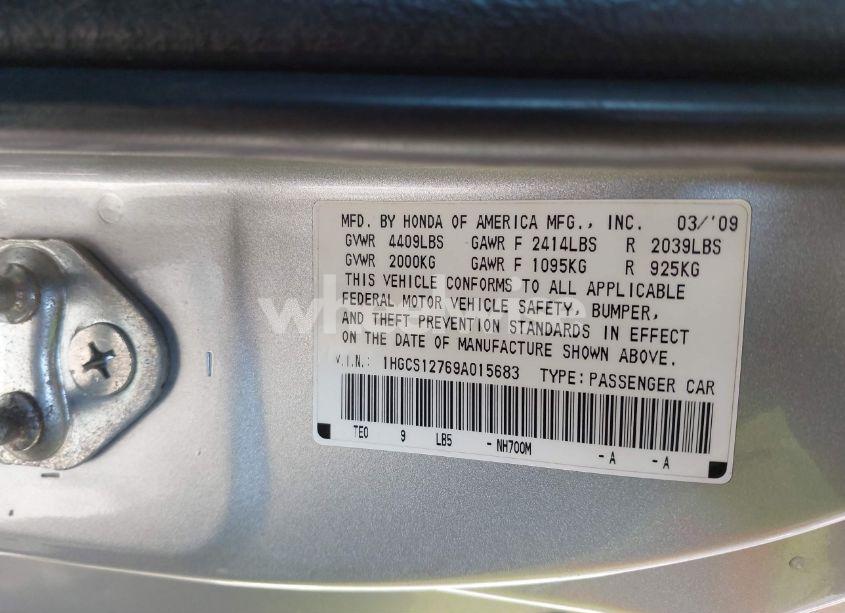 MFD. BY HONDA OF AMERICA MFG., INC. 03/'09
GVWR 4409LBS GAWR F 2414LBS R 2039LBS
GVWR 2000KG GAWR F 1095KG R 925KG
THIS VEHICLE CONFORMS TO ALL APPLICABLE
FEDERAL MOTOR VEHICLE SAFETY, BUMPER,
AND THEFT PREVENTION STANDARDS IN EFFECT
ON THE DATE OF MANUFACTURE SHOWN ABOVE.
V.I.N.: 1HGCS12769A015683 TYPE: PASSENGER CAR
TE0 9 LB5 -NH700M -A -A